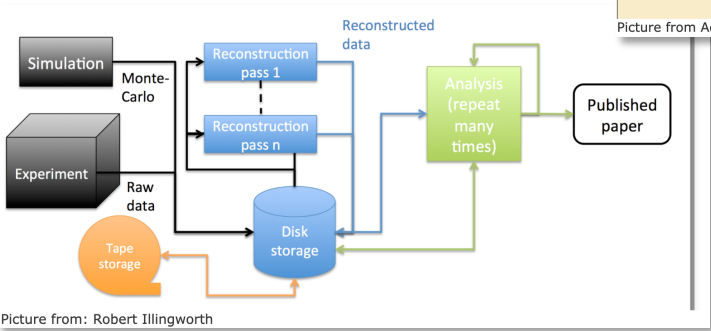 Picture from A
Reconstructed
data
Simulation
Monte-
Carlo
Reconstruction
pass 1
Reconstruction
pass n
Analysis
(repeat
many
times)
Published
paper
Experiment
Raw
data
Disk
storage
Tape
storage
Picture from: Robert Illingworth